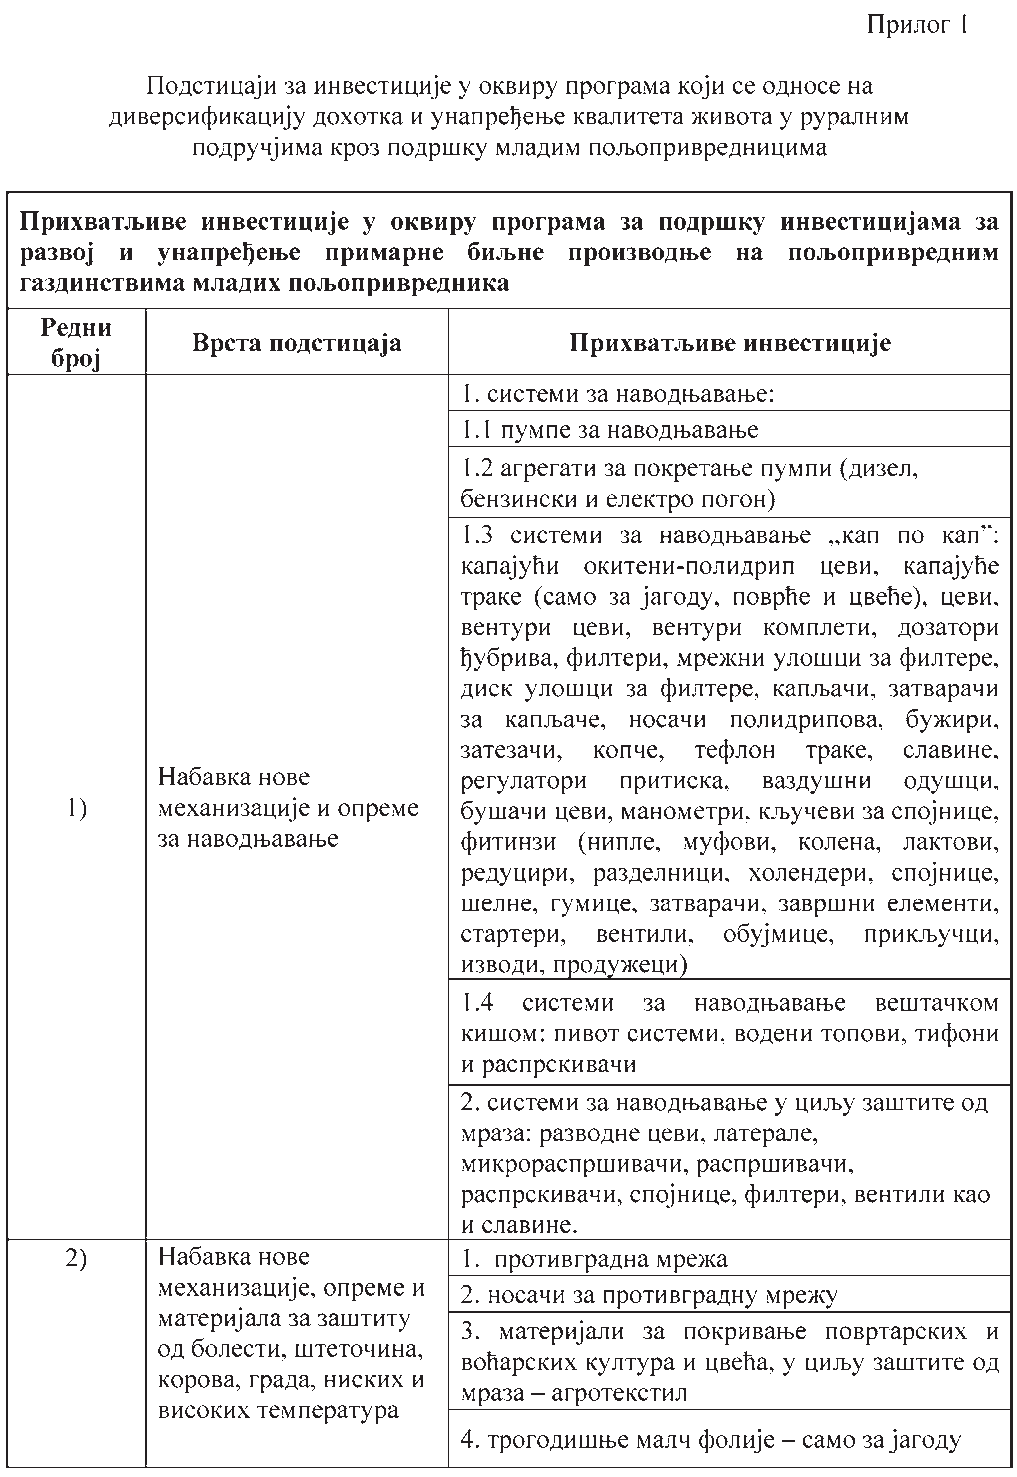 Прилог 1
Подстицаји за инвестиције у оквиру програма који се односе на
диверсификацију дохотка и унапређење квалитета живота у руралним
подручјима кроз подршку младим пољопривредницима
Прихватљиве инвестиције у оквиру програма за подршку инвестицијама за
развој и унапређење примарне биљне производње на пољопривредним
газдинствима младих пољопривредника
Редни
број
Врста подстицаја
Прихватљиве инвестиције
1)
Набавка нове
механизације и опреме
за наводњавање
1. системи за наводњавање:
1.1 пумпе за наводњавање
1.2 агрегати за покретање пумпи (дизел,
бензински и електро погон)
1.3 системи за наводњавање „кап по кап”:
капајући окитени-полидрип цеви, капајуће
траке (само за јагоду, поврће и цвеће), цеви,
вентури цеви, вентури комплети, дозатори
ђубрива, филтери, мрежни улошци за филтере,
диск улошци за филтере, капљачи, затварачи
за капљаче, носачи полидрипова, бужири,
затезачи, копче, тефлон траке, славине,
регулатори притиска, ваздушни одушци,
бушачи цеви, манометри, кључеви за спојнице,
фитинзи (нипле, муфови, колена, лактови,
редуцири, разделници, холендери, спојнице,
шелне, гумице, затварачи, завршни елементи,
стартери, вентили, обујмице, прикључци,
изводи, продужеци)
1.4 системи за наводњавање вештачком
кишом: пивот системи, водени топови, тифони
и распрскивачи
2. системи за наводњавање у циљу заштите од
мраза: разводне цеви, латерале,
микрораспршивачи, распршивачи,
распрскивачи, спојнице, филтери, вентили као
и славине.
2)
Набавка нове
механизације, опреме и
материјала за заштиту
од болести, штеточина,
корова, града, ниских и
високих температура
1. противградна мрежа
2. носачи за противградну мрежу
3. материјали за покривање повртарских и
воћарских култура и цвећа, у циљу заштите од
мраза – агротекстил
4. трогодишње малч фолије – само за јагоду